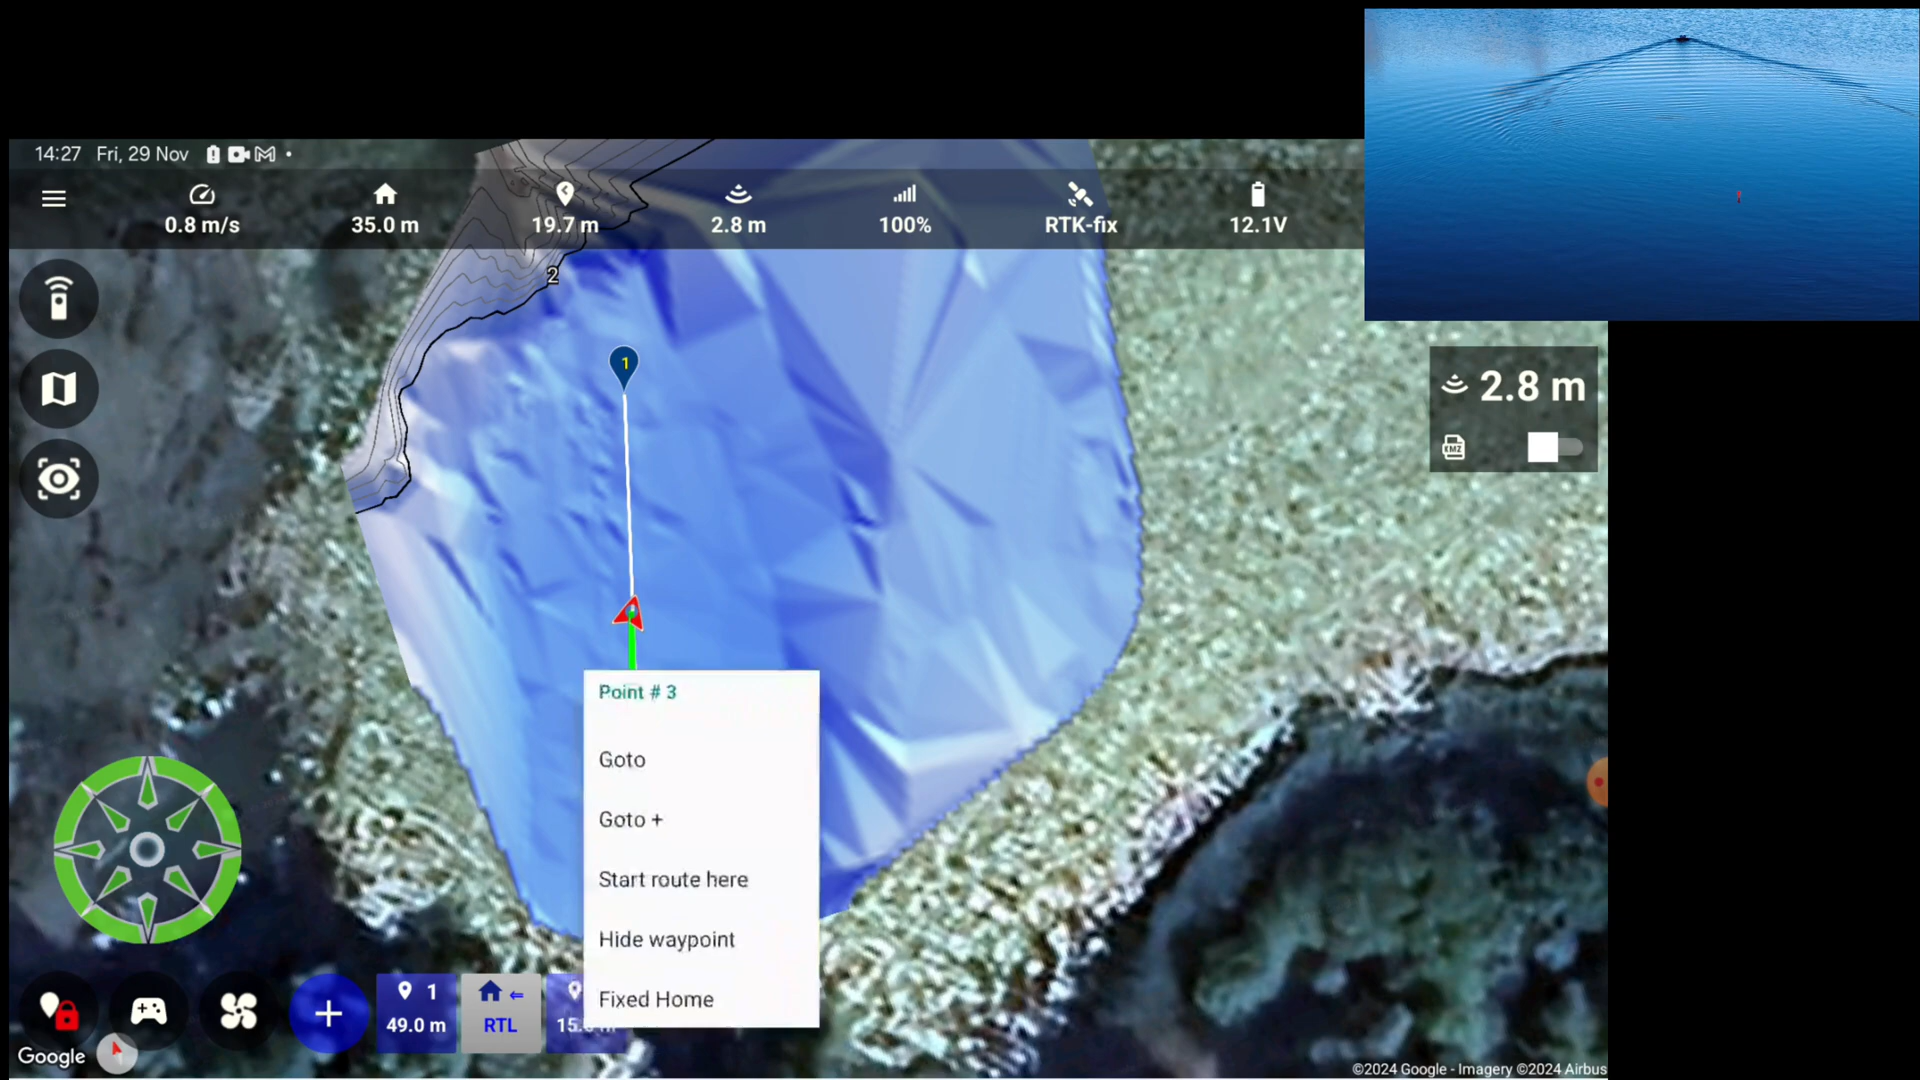 14:27 Fri, 29 Nov
0.8 m/s
35.0 m
19.7 m
2.8 m
100%
RTK-fix
12.1V
2
1
2.8 m
KMZ
Point # 3
Goto
Goto +
Start route here
Hide waypoint
Fixed Home
1
49.0 m
RTL
Google
©2024 Google - Imagery ©2024 Airbus